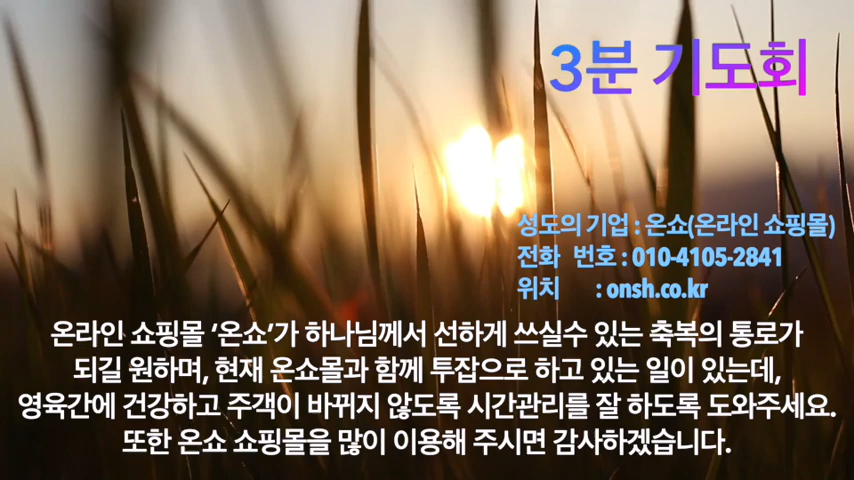 3분 기도회
성도의 기업 : 온쇼(온라인 쇼핑몰)
전화 번호 : 010-4105-2841
위치 : onsh.co.kr
온라인 쇼핑몰 '온쇼'가 하나님께서 선하게 쓰실수 있는 축복의 통로가
되길 원하며, 현재 온쇼몰과 함께 투잡으로 하고 있는 일이 있는데,
영육간에 건강하고 주객이 바뀌지 않도록 시간관리를 잘 하도록 도와주세요.
또한 온쇼 쇼핑몰을 많이 이용해 주시면 감사하겠습니다.